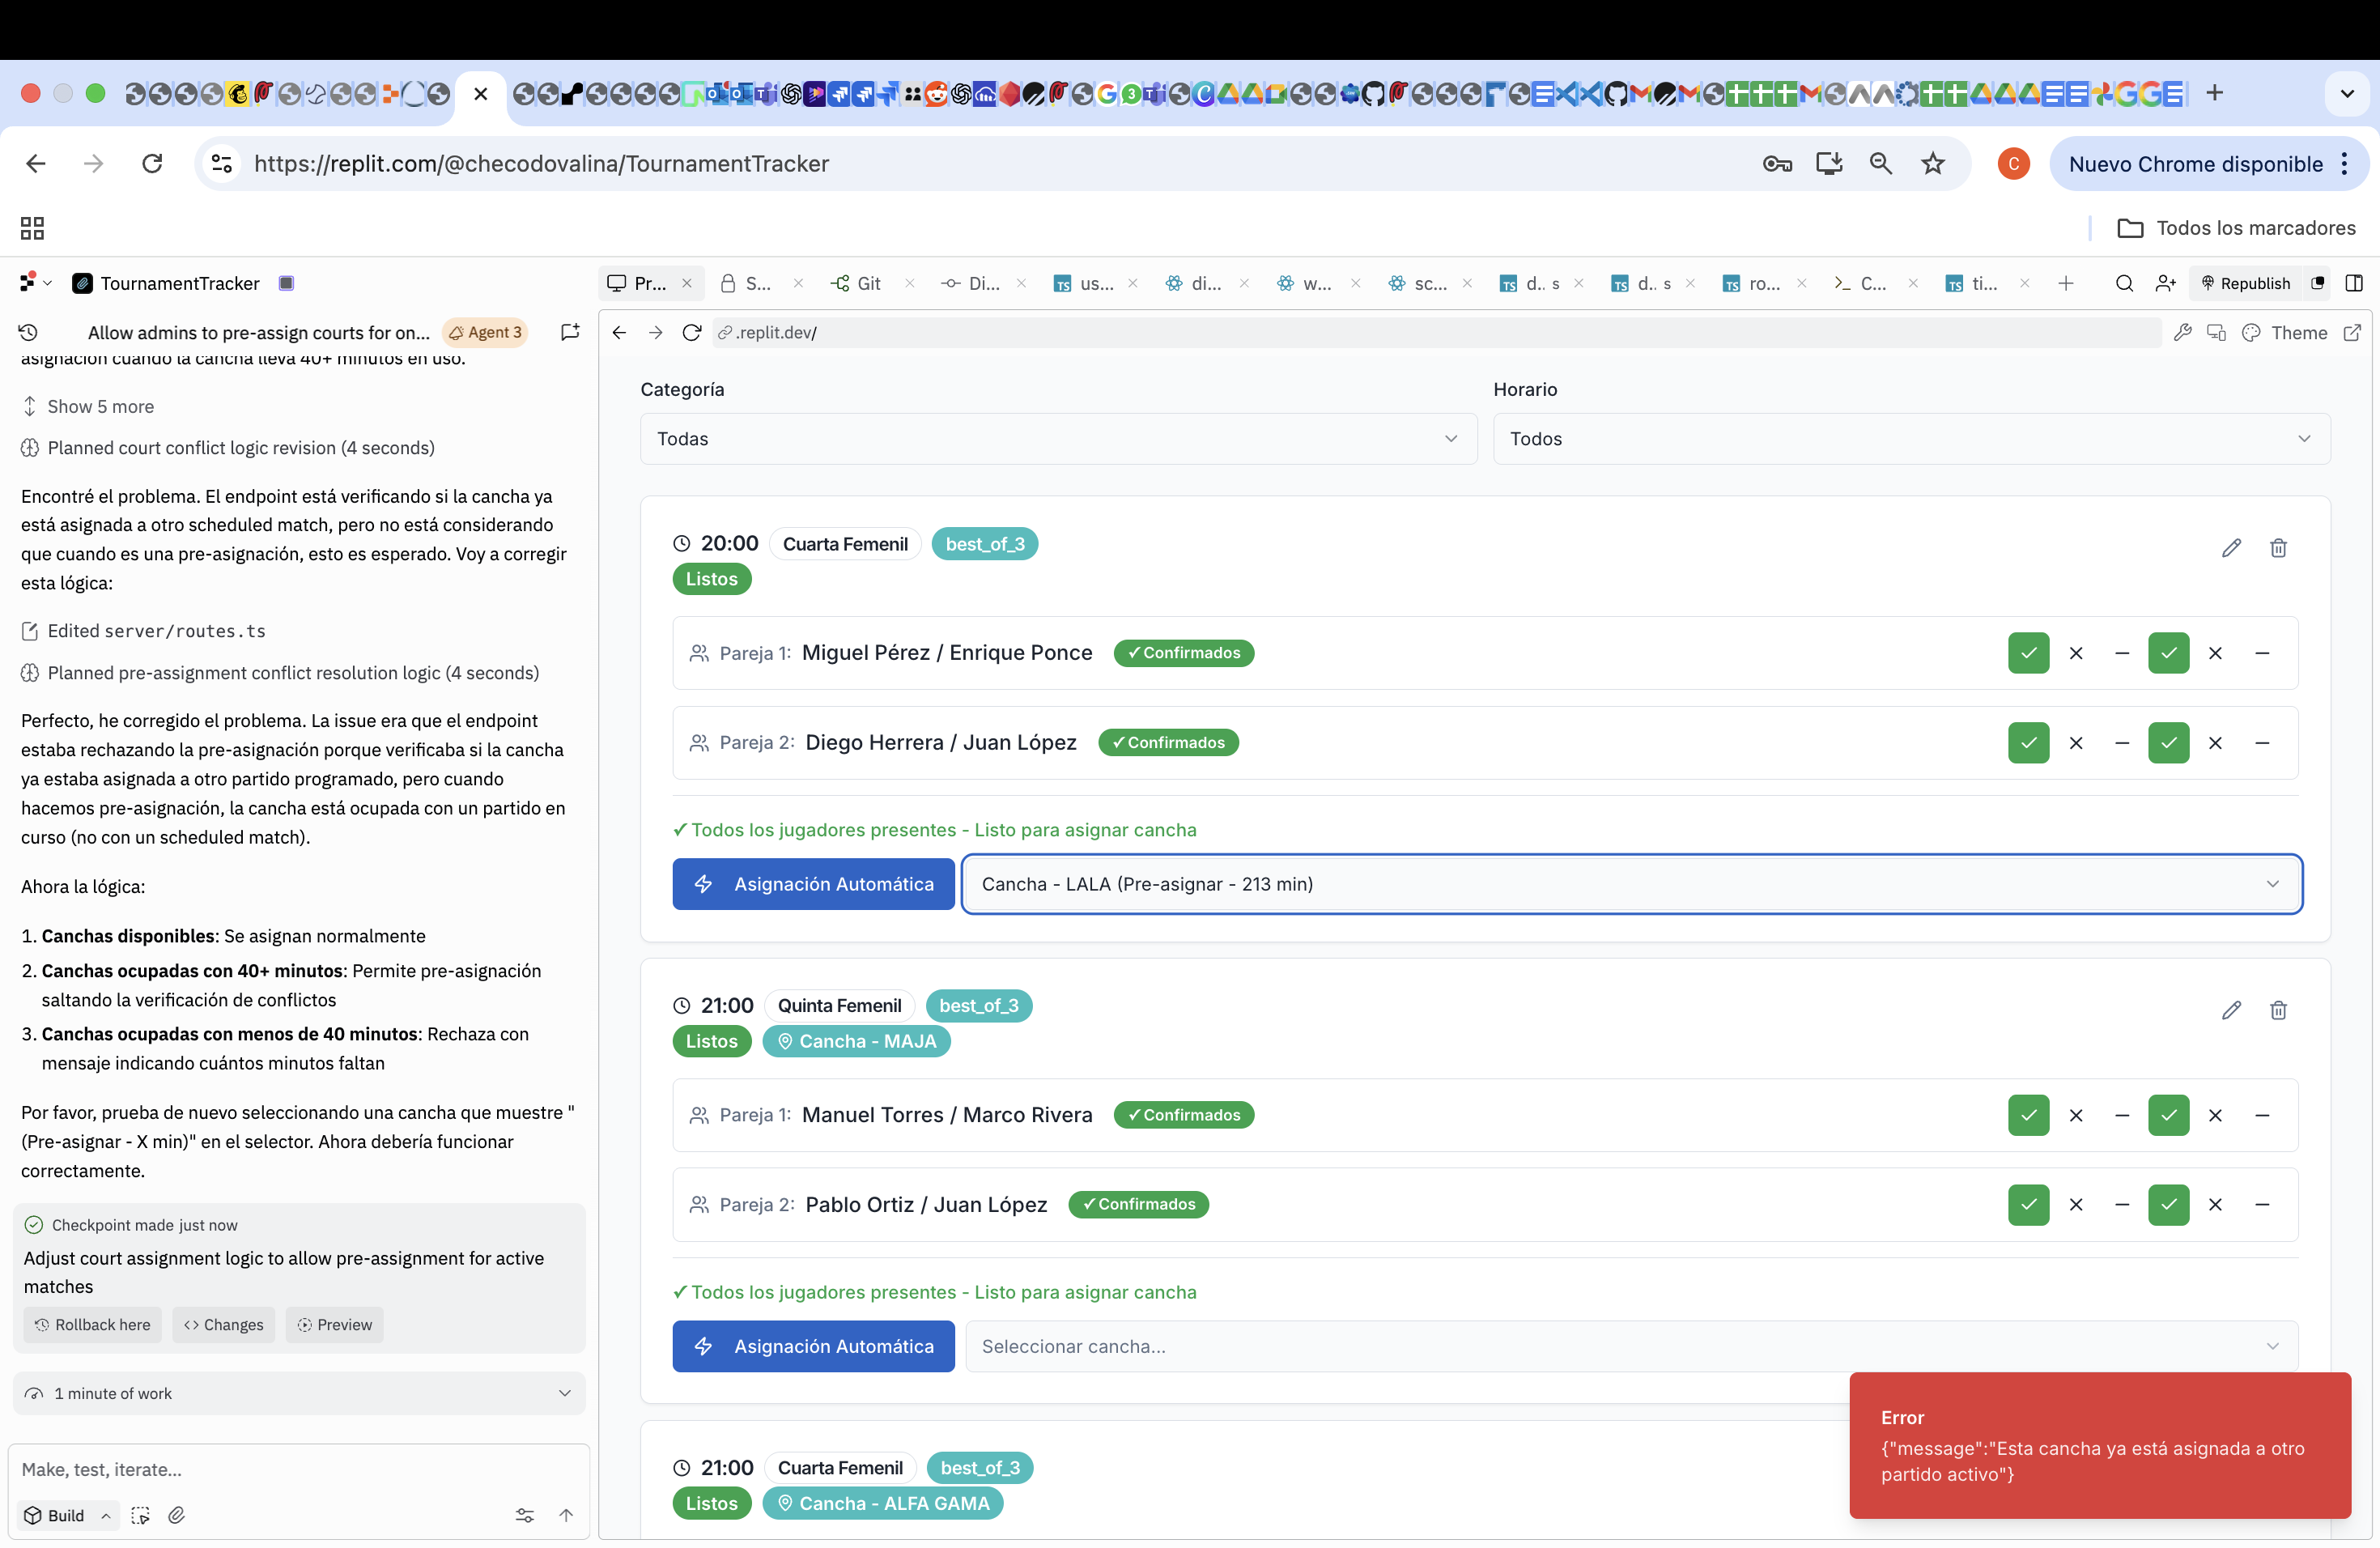 https://replit.com/@checodovalina/TournamentTracker
C
Nuevo Chrome disponible
Todos los marcadores
TournamentTracker
Pr...
S...
Git
Di...
us...
di...
w...
sc...
d.. s
d.. s
ro...
C...
ti...
Republish
Allow admins to pre-assign courts for on...
Agent 3
.replit.dev/
Theme
asignación cuando la cancha lleva 40+ minutos en uso.
Show 5 more
Planned court conflict logic revision (4 seconds)
Encontré el problema. El endpoint está verificando si la cancha ya
está asignada a otro scheduled match, pero no está considerando
que cuando es una pre-asignación, esto es esperado. Voy a corregir
esta lógica:
Edited server/routes.ts
Planned pre-assignment conflict resolution logic (4 seconds)
Perfecto, he corregido el problema. La issue era que el endpoint
estaba rechazando la pre-asignación porque verificaba si la cancha
ya estaba asignada a otro partido programado, pero cuando
hacemos pre-asignación, la cancha está ocupada con un partido en
curso (no con un scheduled match).
Ahora la lógica:
1. Canchas disponibles: Se asignan normalmente
2. Canchas ocupadas con 40+ minutos: Permite pre-asignación
saltando la verificación de conflictos
3. Canchas ocupadas con menos de 40 minutos: Rechaza con
mensaje indicando cuántos minutos faltan
Por favor, prueba de nuevo seleccionando una cancha que muestre "
(Pre-asignar - X min)" en el selector. Ahora debería funcionar
correctamente.
Checkpoint made just now
Adjust court assignment logic to allow pre-assignment for active
matches
Rollback here
Changes
Preview
1 minute of work
Make, test, iterate...
Build
Categoría
Todas
Horario
Todos
20:00 Cuarta Femenil best_of_3
Listos
Pareja 1: Miguel Pérez / Enrique Ponce ✓Confirmados
Pareja 2: Diego Herrera / Juan López ✓Confirmados
✓Todos los jugadores presentes - Listo para asignar cancha
Asignación Automática
Cancha - LALA (Pre-asignar - 213 min)
21:00 Quinta Femenil best_of_3
Listos Cancha - MAJA
Pareja 1: Manuel Torres / Marco Rivera ✓Confirmados
Pareja 2: Pablo Ortiz / Juan López ✓Confirmados
✓Todos los jugadores presentes - Listo para asignar cancha
Asignación Automática
Seleccionar cancha...
21:00 Cuarta Femenil best_of_3
Listos Cancha - ALFA GAMA
Error
{"message":"Esta cancha ya está asignada a otro
partido activo"}